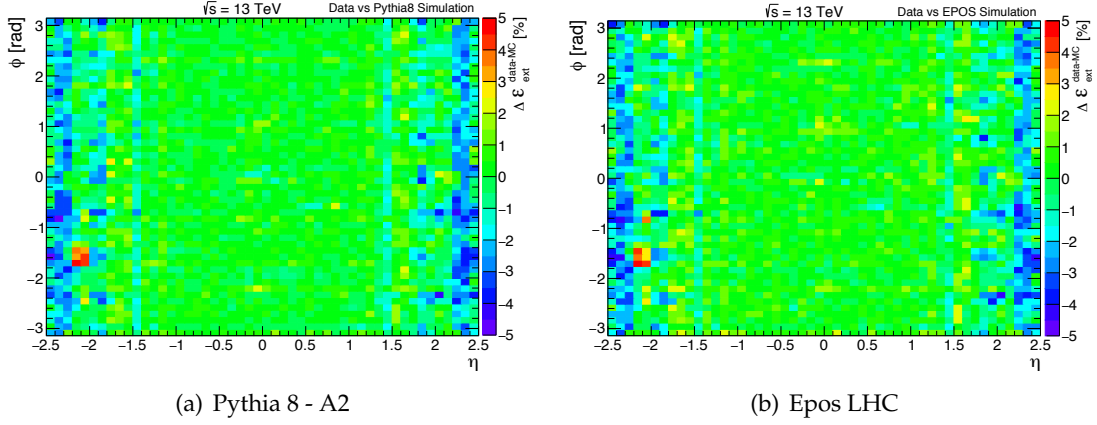 √s = 13 TeV
Data vs Pythia8 Simulation
φ [rad]
3
2
1
0
−1
−2
−3
−2.5 −2 −1.5 −1 −0.5 0 0.5 1 1.5 2 2.5
η
5
4
3
2
1
0
−1
−2
−3
−4
−5
Δ ε data-MC ext [%]
(a) Pythia 8 - A2
√s = 13 TeV
Data vs EPOS Simulation
φ [rad]
3
2
1
0
−1
−2
−3
−2.5 −2 −1.5 −1 −0.5 0 0.5 1 1.5 2 2.5
η
5
4
3
2
1
0
−1
−2
−3
−4
−5
Δ ε data-MC ext [%]
(b) Epos LHC